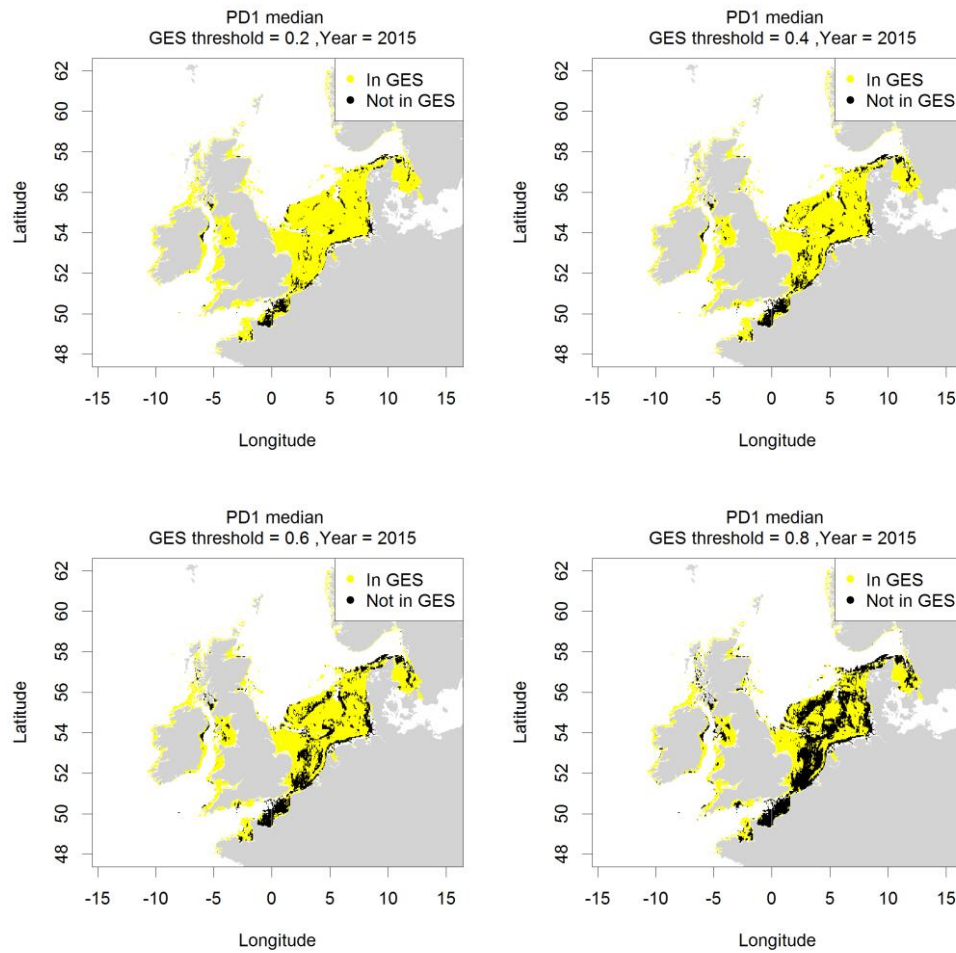 PD1 median
GES threshold = 0.2 ,Year = 2015
In GES
Not in GES
Latitude
62
60
58
56
54
52
50
48
-15 -10 -5 0 5 10 15
Longitude
PD1 median
GES threshold = 0.4 ,Year = 2015
In GES
Not in GES
Latitude
62
60
58
56
54
52
50
48
-15 -10 -5 0 5 10 15
Longitude
PD1 median
GES threshold = 0.6 ,Year = 2015
In GES
Not in GES
Latitude
62
60
58
56
54
52
50
48
-15 -10 -5 0 5 10 15
Longitude
PD1 median
GES threshold = 0.8 ,Year = 2015
In GES
Not in GES
Latitude
62
60
58
56
54
52
50
48
-15 -10 -5 0 5 10 15
Longitude